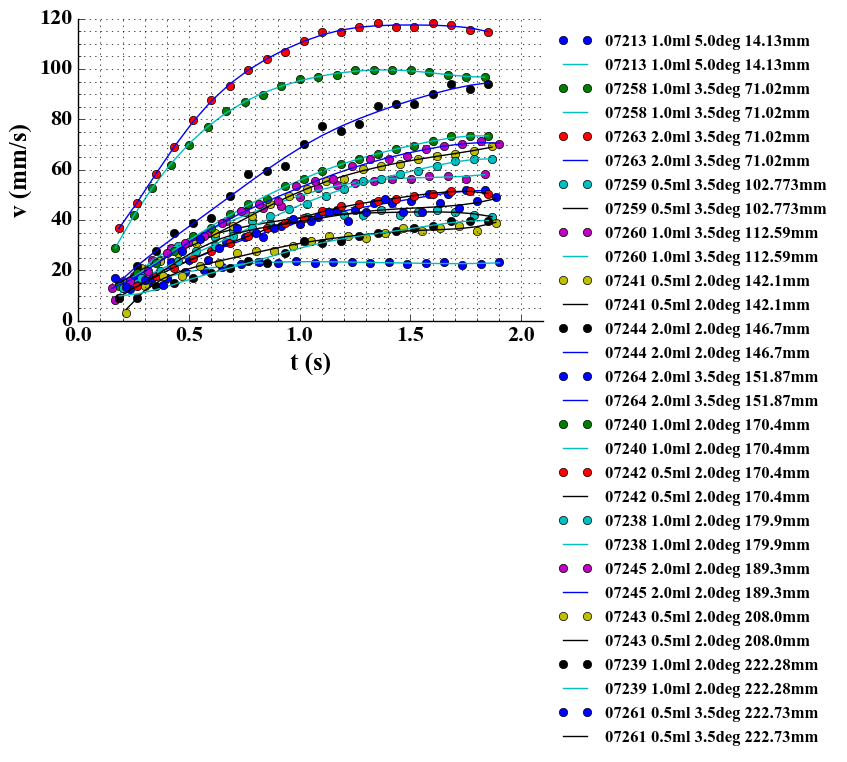 120
100
80
60
40
20
0
0.0 0.5 1.0 1.5 2.0
v (mm/s)
t (s)
07213 1.0ml 5.0deg 14.13mm
07213 1.0ml 5.0deg 14.13mm
07258 1.0ml 3.5deg 71.02mm
07258 1.0ml 3.5deg 71.02mm
07263 2.0ml 3.5deg 71.02mm
07263 2.0ml 3.5deg 71.02mm
07259 0.5ml 3.5deg 102.773mm
07259 0.5ml 3.5deg 102.773mm
07260 1.0ml 3.5deg 112.59mm
07260 1.0ml 3.5deg 112.59mm
07241 0.5ml 2.0deg 142.1mm
07241 0.5ml 2.0deg 142.1mm
07244 2.0ml 2.0deg 146.7mm
07244 2.0ml 2.0deg 146.7mm
07264 2.0ml 3.5deg 151.87mm
07264 2.0ml 3.5deg 151.87mm
07240 1.0ml 2.0deg 170.4mm
07240 1.0ml 2.0deg 170.4mm
07242 0.5ml 2.0deg 170.4mm
07242 0.5ml 2.0deg 170.4mm
07238 1.0ml 2.0deg 179.9mm
07238 1.0ml 2.0deg 179.9mm
07245 2.0ml 2.0deg 189.3mm
07245 2.0ml 2.0deg 189.3mm
07243 0.5ml 2.0deg 208.0mm
07243 0.5ml 2.0deg 208.0mm
07239 1.0ml 2.0deg 222.28mm
07239 1.0ml 2.0deg 222.28mm
07261 0.5ml 3.5deg 222.73mm
07261 0.5ml 3.5deg 222.73mm